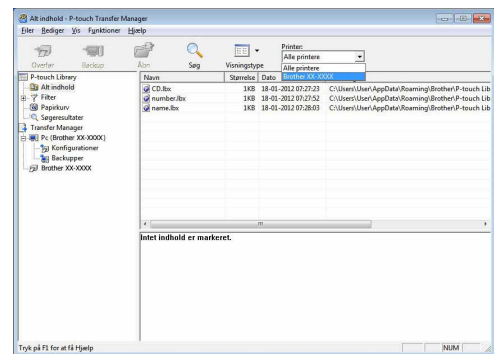 Alt indhold - P-touch Transfer Manager
Filer Rediger Vis Funktioner Hjælp
Overfør Backup Åbn Søg Visningstype
Printer:
Alle printere
Alle printere
Brother XX-XXXX
P-touch Library
Alt indhold
Filter
Papirkurv
Søgeresultater
Transfer Manager
Pc (Brother XX-XXXX)
Konfigurationer
Backupper
Brother XX-XXXX
Navn Størrelse Dato
CD.lbx 1KB 18-01-2012 07:27:23 C:\Users\User\AppData\Roaming\Brother\P-touch Lib
number.lbx 1KB 18-01-2012 07:27:52 C:\Users\User\AppData\Roaming\Brother\P-touch Lib
name.lbx 1KB 18-01-2012 07:28:03 C:\Users\User\AppData\Roaming\Brother\P-touch Lib
Intet indhold er markeret.
Tryk på F1 for at få Hjælp
NUM